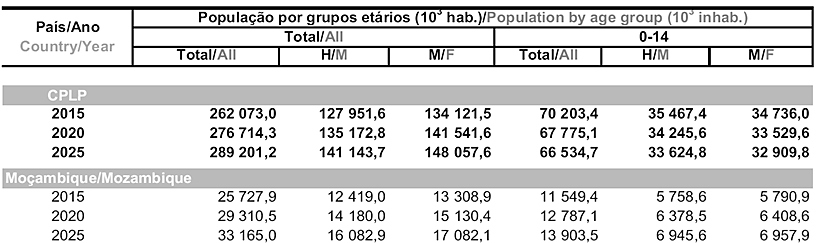 País/Ano
Country/Year
População por grupos etários (10³ hab.)/Population by age group (10³ inhab.)
Total/All 0-14
Total/All H/M M/F Total/All H/M M/F
CPLP
2015 262 073,0 127 951,6 134 121,5 70 203,4 35 467,4 34 736,0
2020 276 714,3 135 172,8 141 541,6 67 775,1 34 245,6 33 529,6
2025 289 201,2 141 143,7 148 057,6 66 534,7 33 624,8 32 909,8
Moçambique/Mozambique
2015 25 727,9 12 419,0 13 308,9 11 549,4 5 758,6 5 790,9
2020 29 310,5 14 180,0 15 130,4 12 787,1 6 378,5 6 408,6
2025 33 165,0 16 082,9 17 082,1 13 903,5 6 945,6 6 957,9